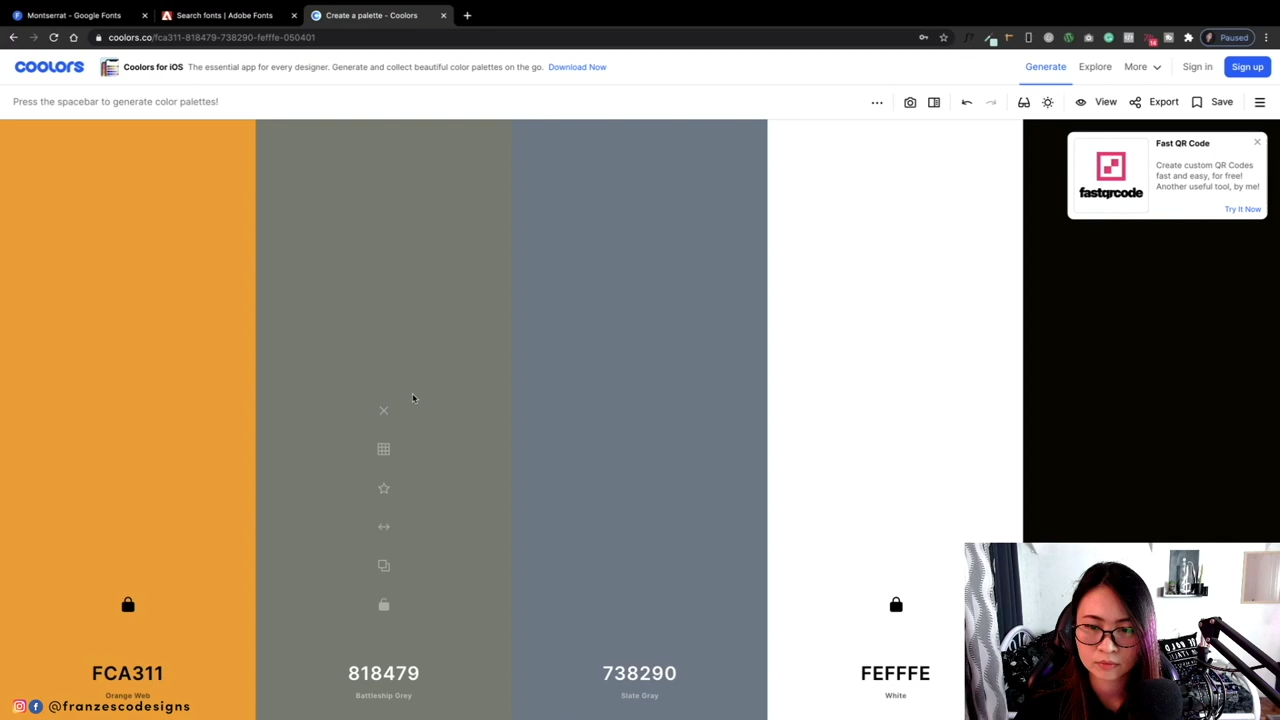 Montserrat - Google Fonts
Search fonts | Adobe Fonts
Create a palette - Coolors
coolors.co/fca311-818479-738290-fefffe-050401
Paused
coolors
Coolors for iOS The essential app for every designer. Generate and collect beautiful color palettes on the go. Download Now
Generate
Explore
More
Sign in
Sign up
Press the spacebar to generate color palettes!
View
Export
Save
Fast QR Code
Create custom QR Codes
fast and easy, for free!
Another useful tool, by me!
fastqrcode
Try It Now
FCA311
Orange Web
818479
Battleship Grey
738290
Slate Gray
FEFFFE
White
@franzescodesigns